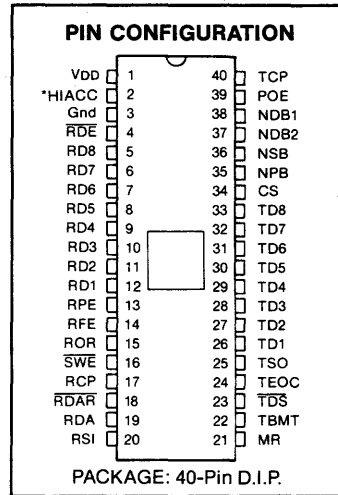 PIN CONFIGURATION
VDD 1 40 TCP
*HIACC 2 39 POE
Gnd 3 38 NDB1
RDE 4 37 NDB2
RD8 5 36 NSB
RD7 6 35 NPB
RD6 7 34 CS
RD5 8 33 TD8
RD4 9 32 TD7
RD3 10 31 TD6
RD2 11 30 TD5
RD1 12 29 TD4
RPE 13 28 TD3
RFE 14 27 TD2
ROR 15 26 TD1
SWE 16 25 TSO
RCP 17 24 TEOC
RDAR 18 23 TDS
RDA 19 22 TBMT
RSI 20 21 MR
PACKAGE: 40-Pin D.I.P.